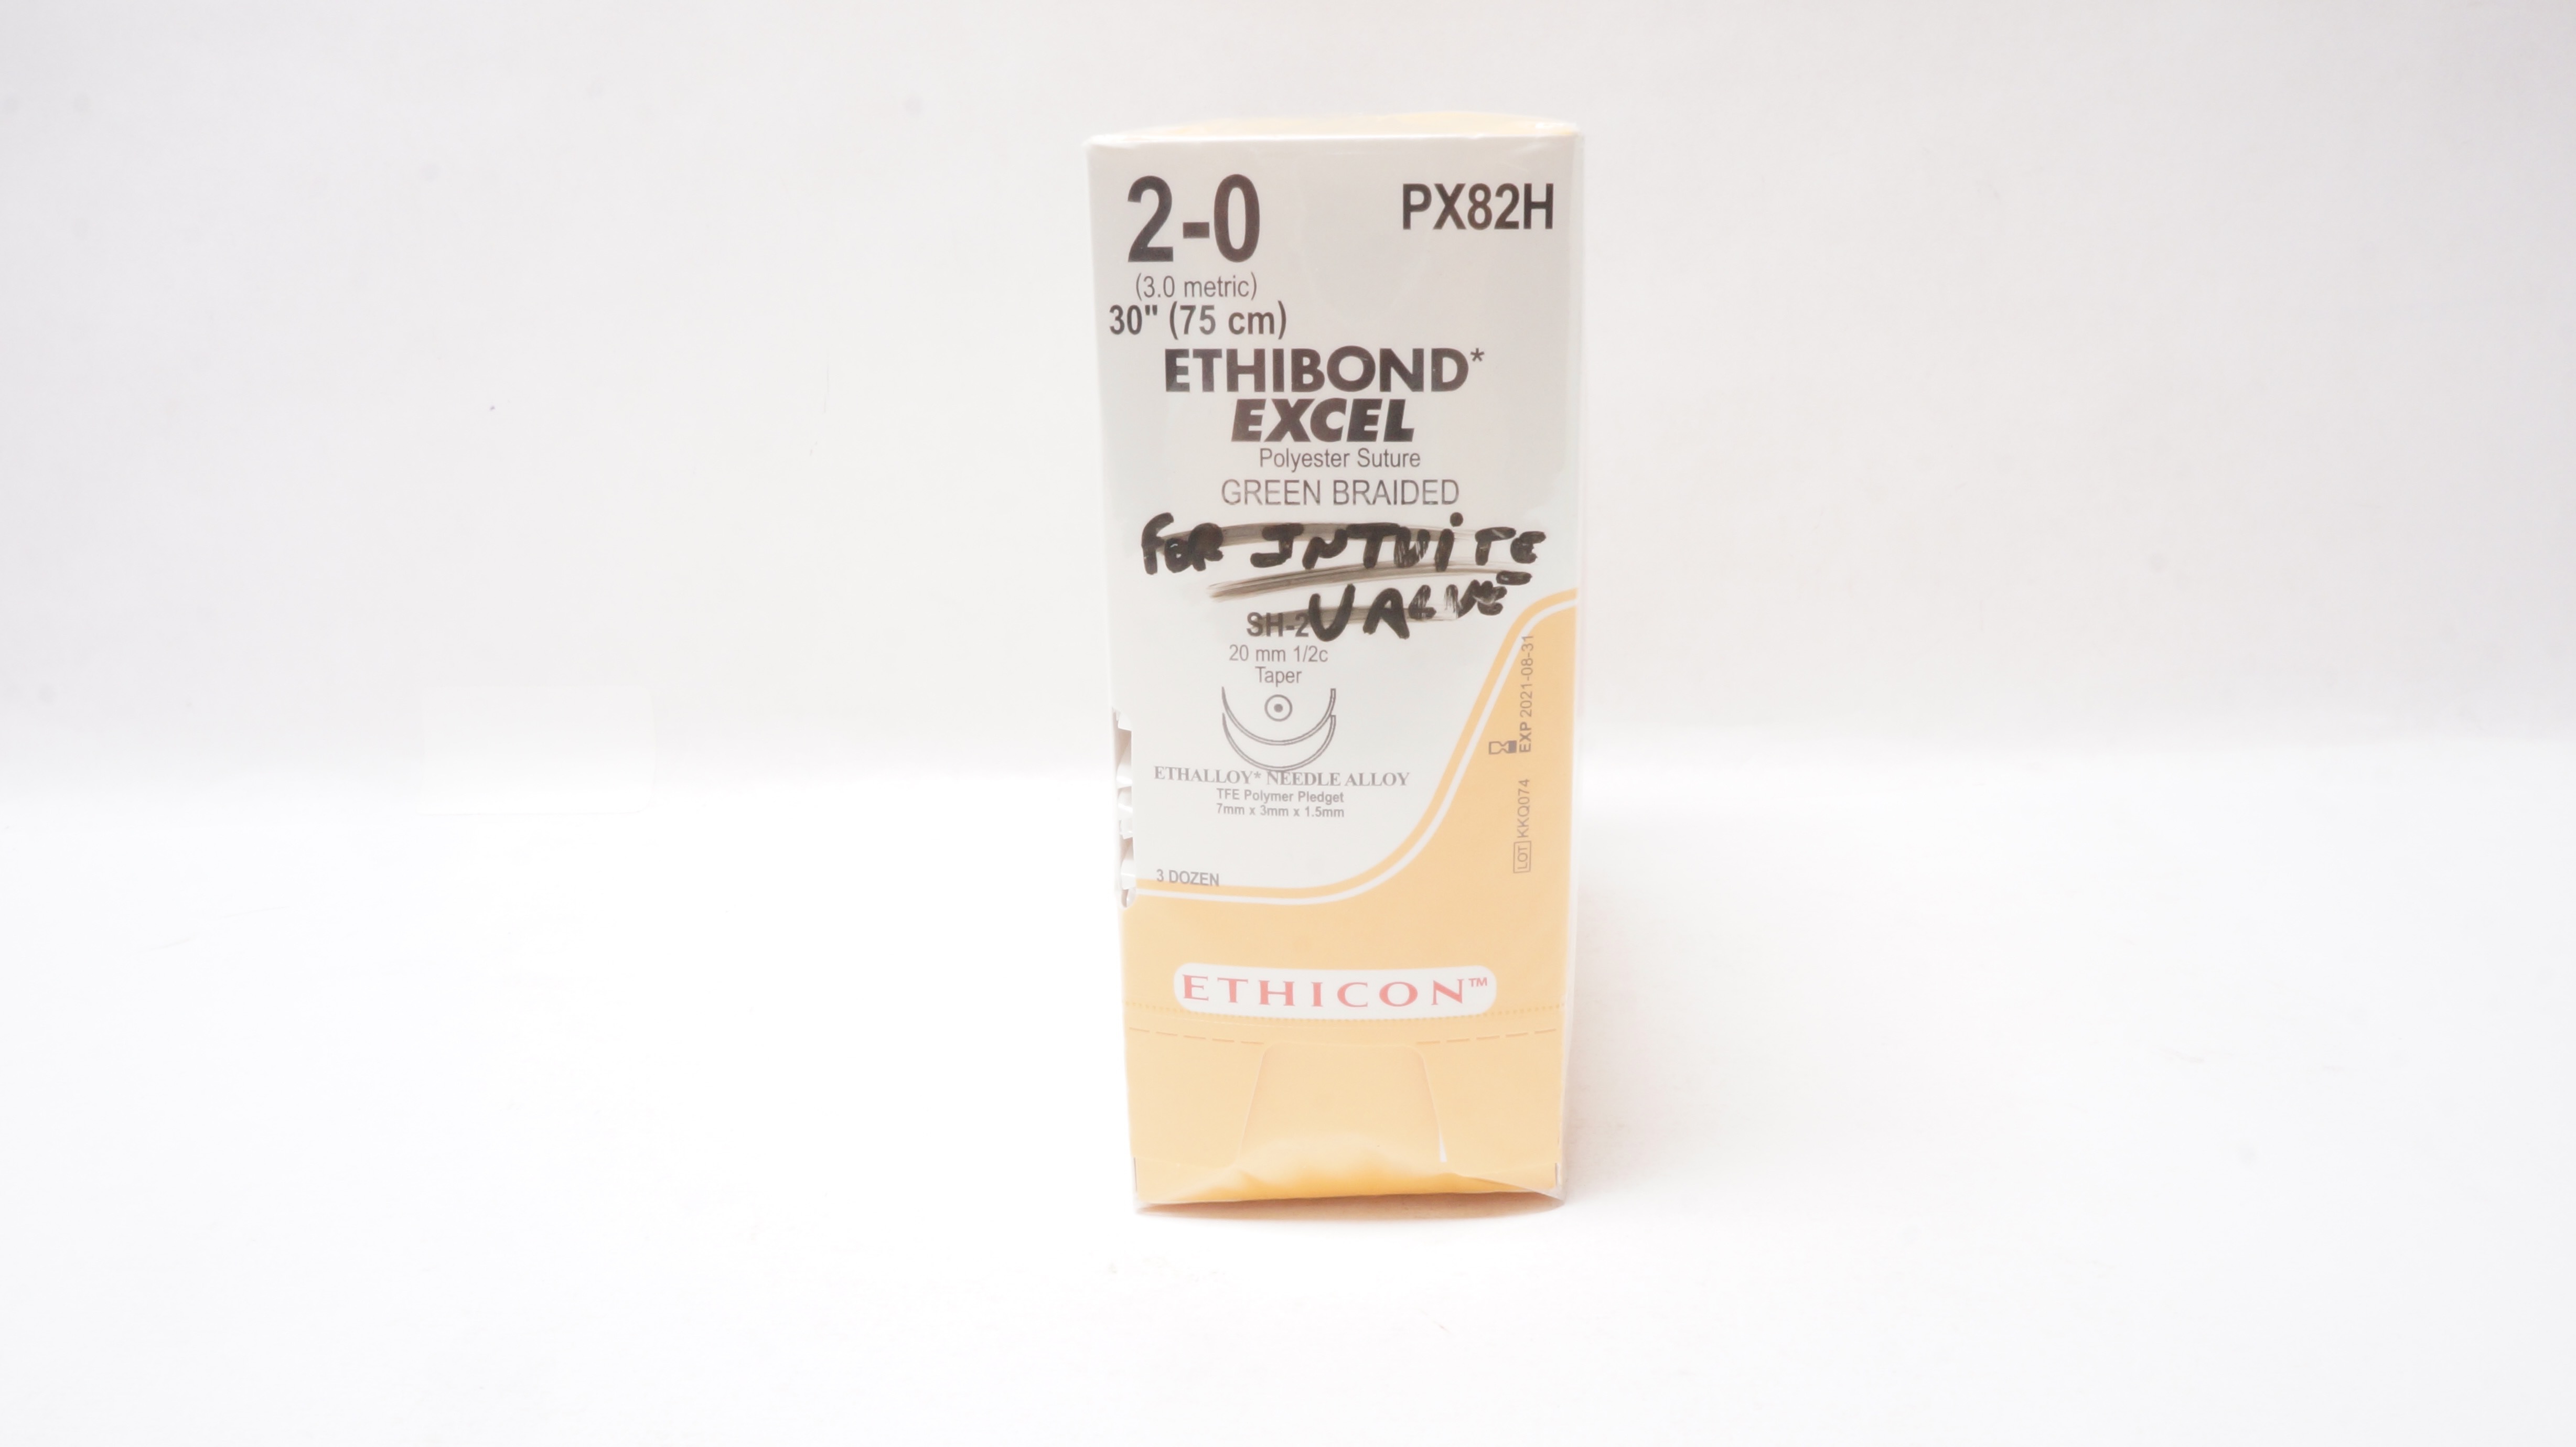 2-0
PX82H
(3.0 metric)
30" (75 cm)
ETHIBOND*
EXCEL
Polyester Suture
GREEN BRAIDED
FOR INTUITE
VALVE
SH-2
20 mm 1/2c
Taper
ETHALLOY* NEEDLE ALLOY
TFE Polymer Pledget
7mm x 3mm x 1.5mm
EXP 2021-08-31
LOT KKQ074
3 DOZEN
ETHICON™